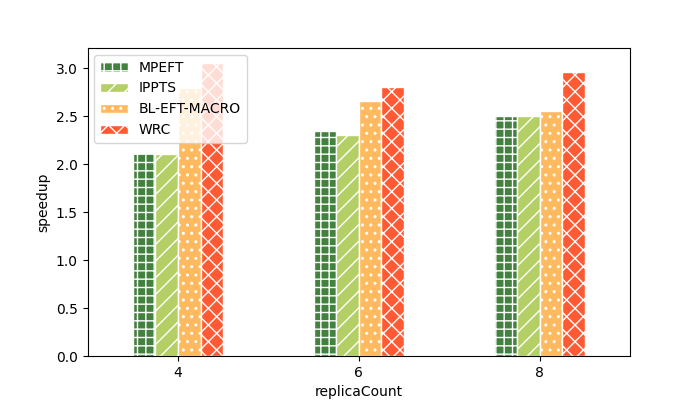 MPEFT
IPPTS
BL-EFT-MACRO
WRC
speedup
3.0
2.5
2.0
1.5
1.0
0.5
0.0
4
6
8
replicaCount